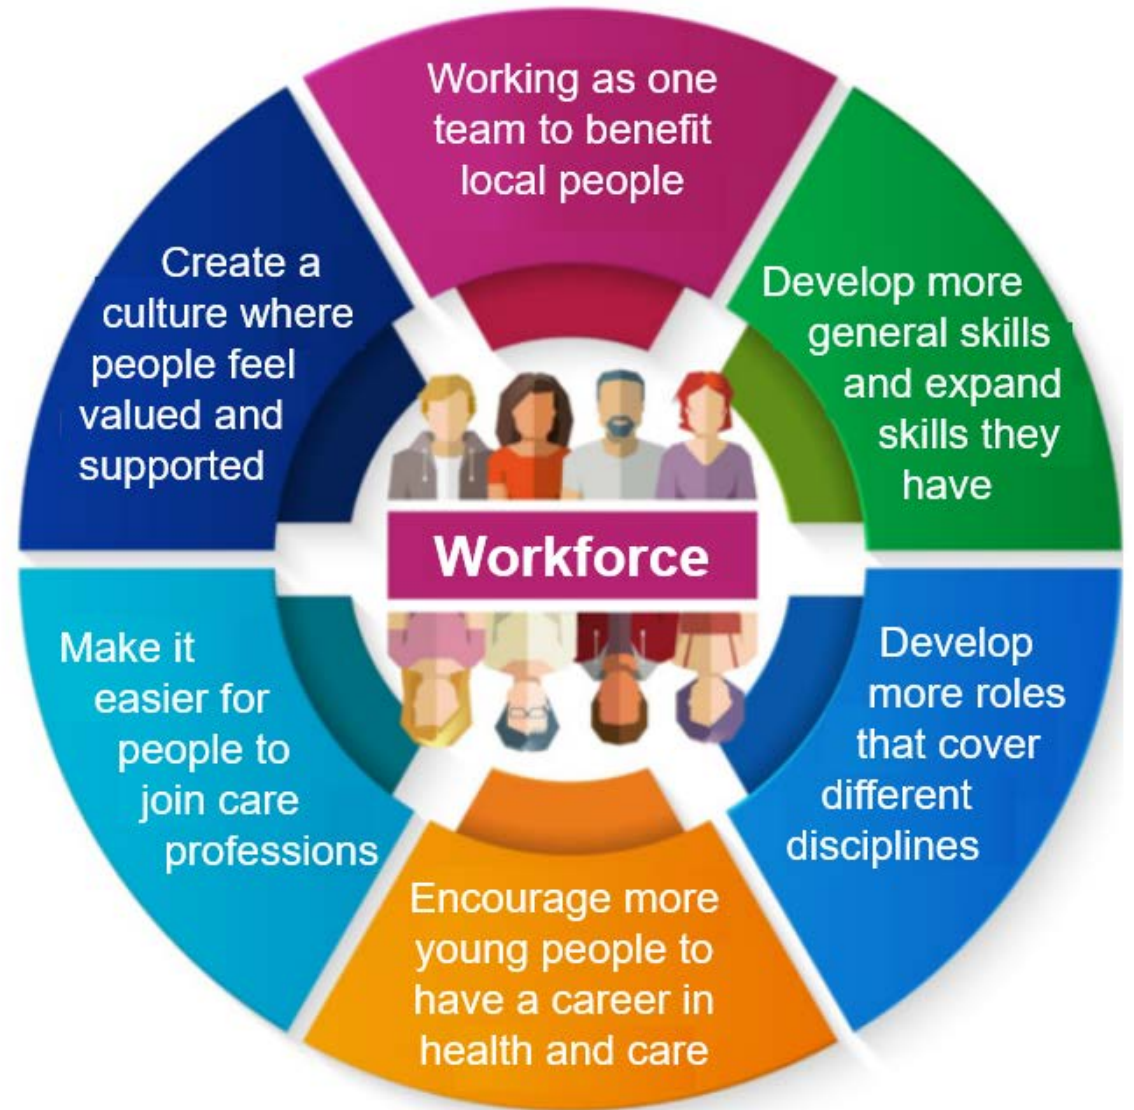 Working as one
team to benefit
local people
Develop more
general skills
and expand
skills they
have
Develop
more roles
that cover
different
disciplines
Encourage more
young people to
have a career in
health and care
Make it
easier for
people to
join care
professions
Create a
culture where
people feel
valued and
supported
Workforce